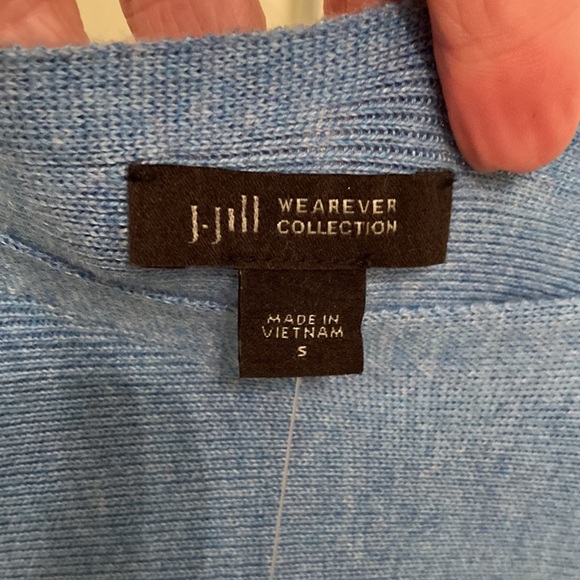 J.Jill WEAREVER
COLLECTION
MADE IN
VIETNAM
S